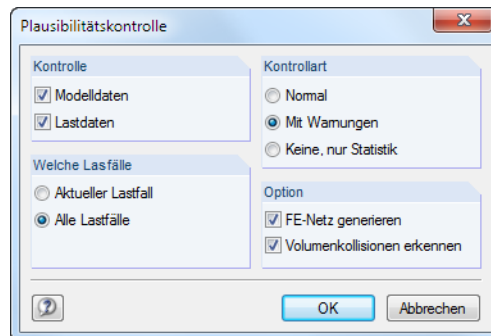 Plausibilitätskontrolle
Kontrolle
Modelldaten
Lastdaten
Welche Lasfälle
Aktueller Lastfall
Alle Lastfälle
Kontrollart
Normal
Mit Warnungen
Keine, nur Statistik
Option
FE-Netz generieren
Volumenkollisionen erkennen
OK
Abbrechen